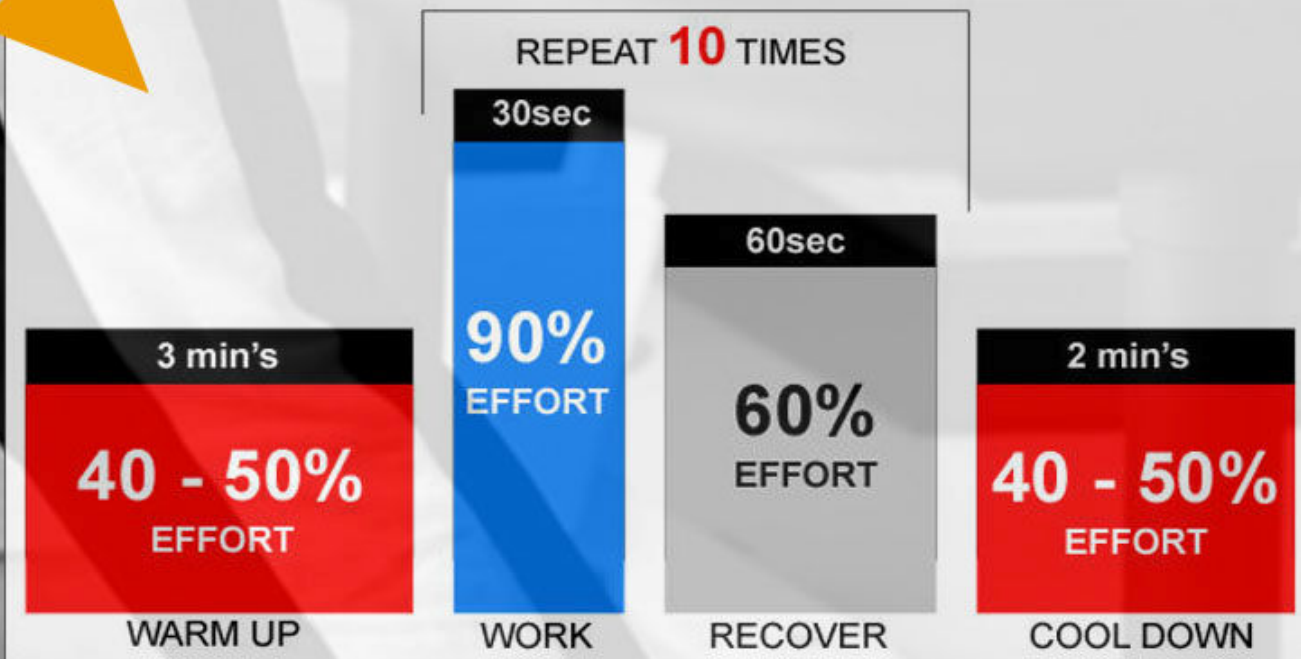 REPEAT 10 TIMES
30sec
90%
EFFORT
60sec
60%
EFFORT
3 min's
40 - 50%
EFFORT
2 min's
40 - 50%
EFFORT
WARM UP
WORK
RECOVER
COOL DOWN